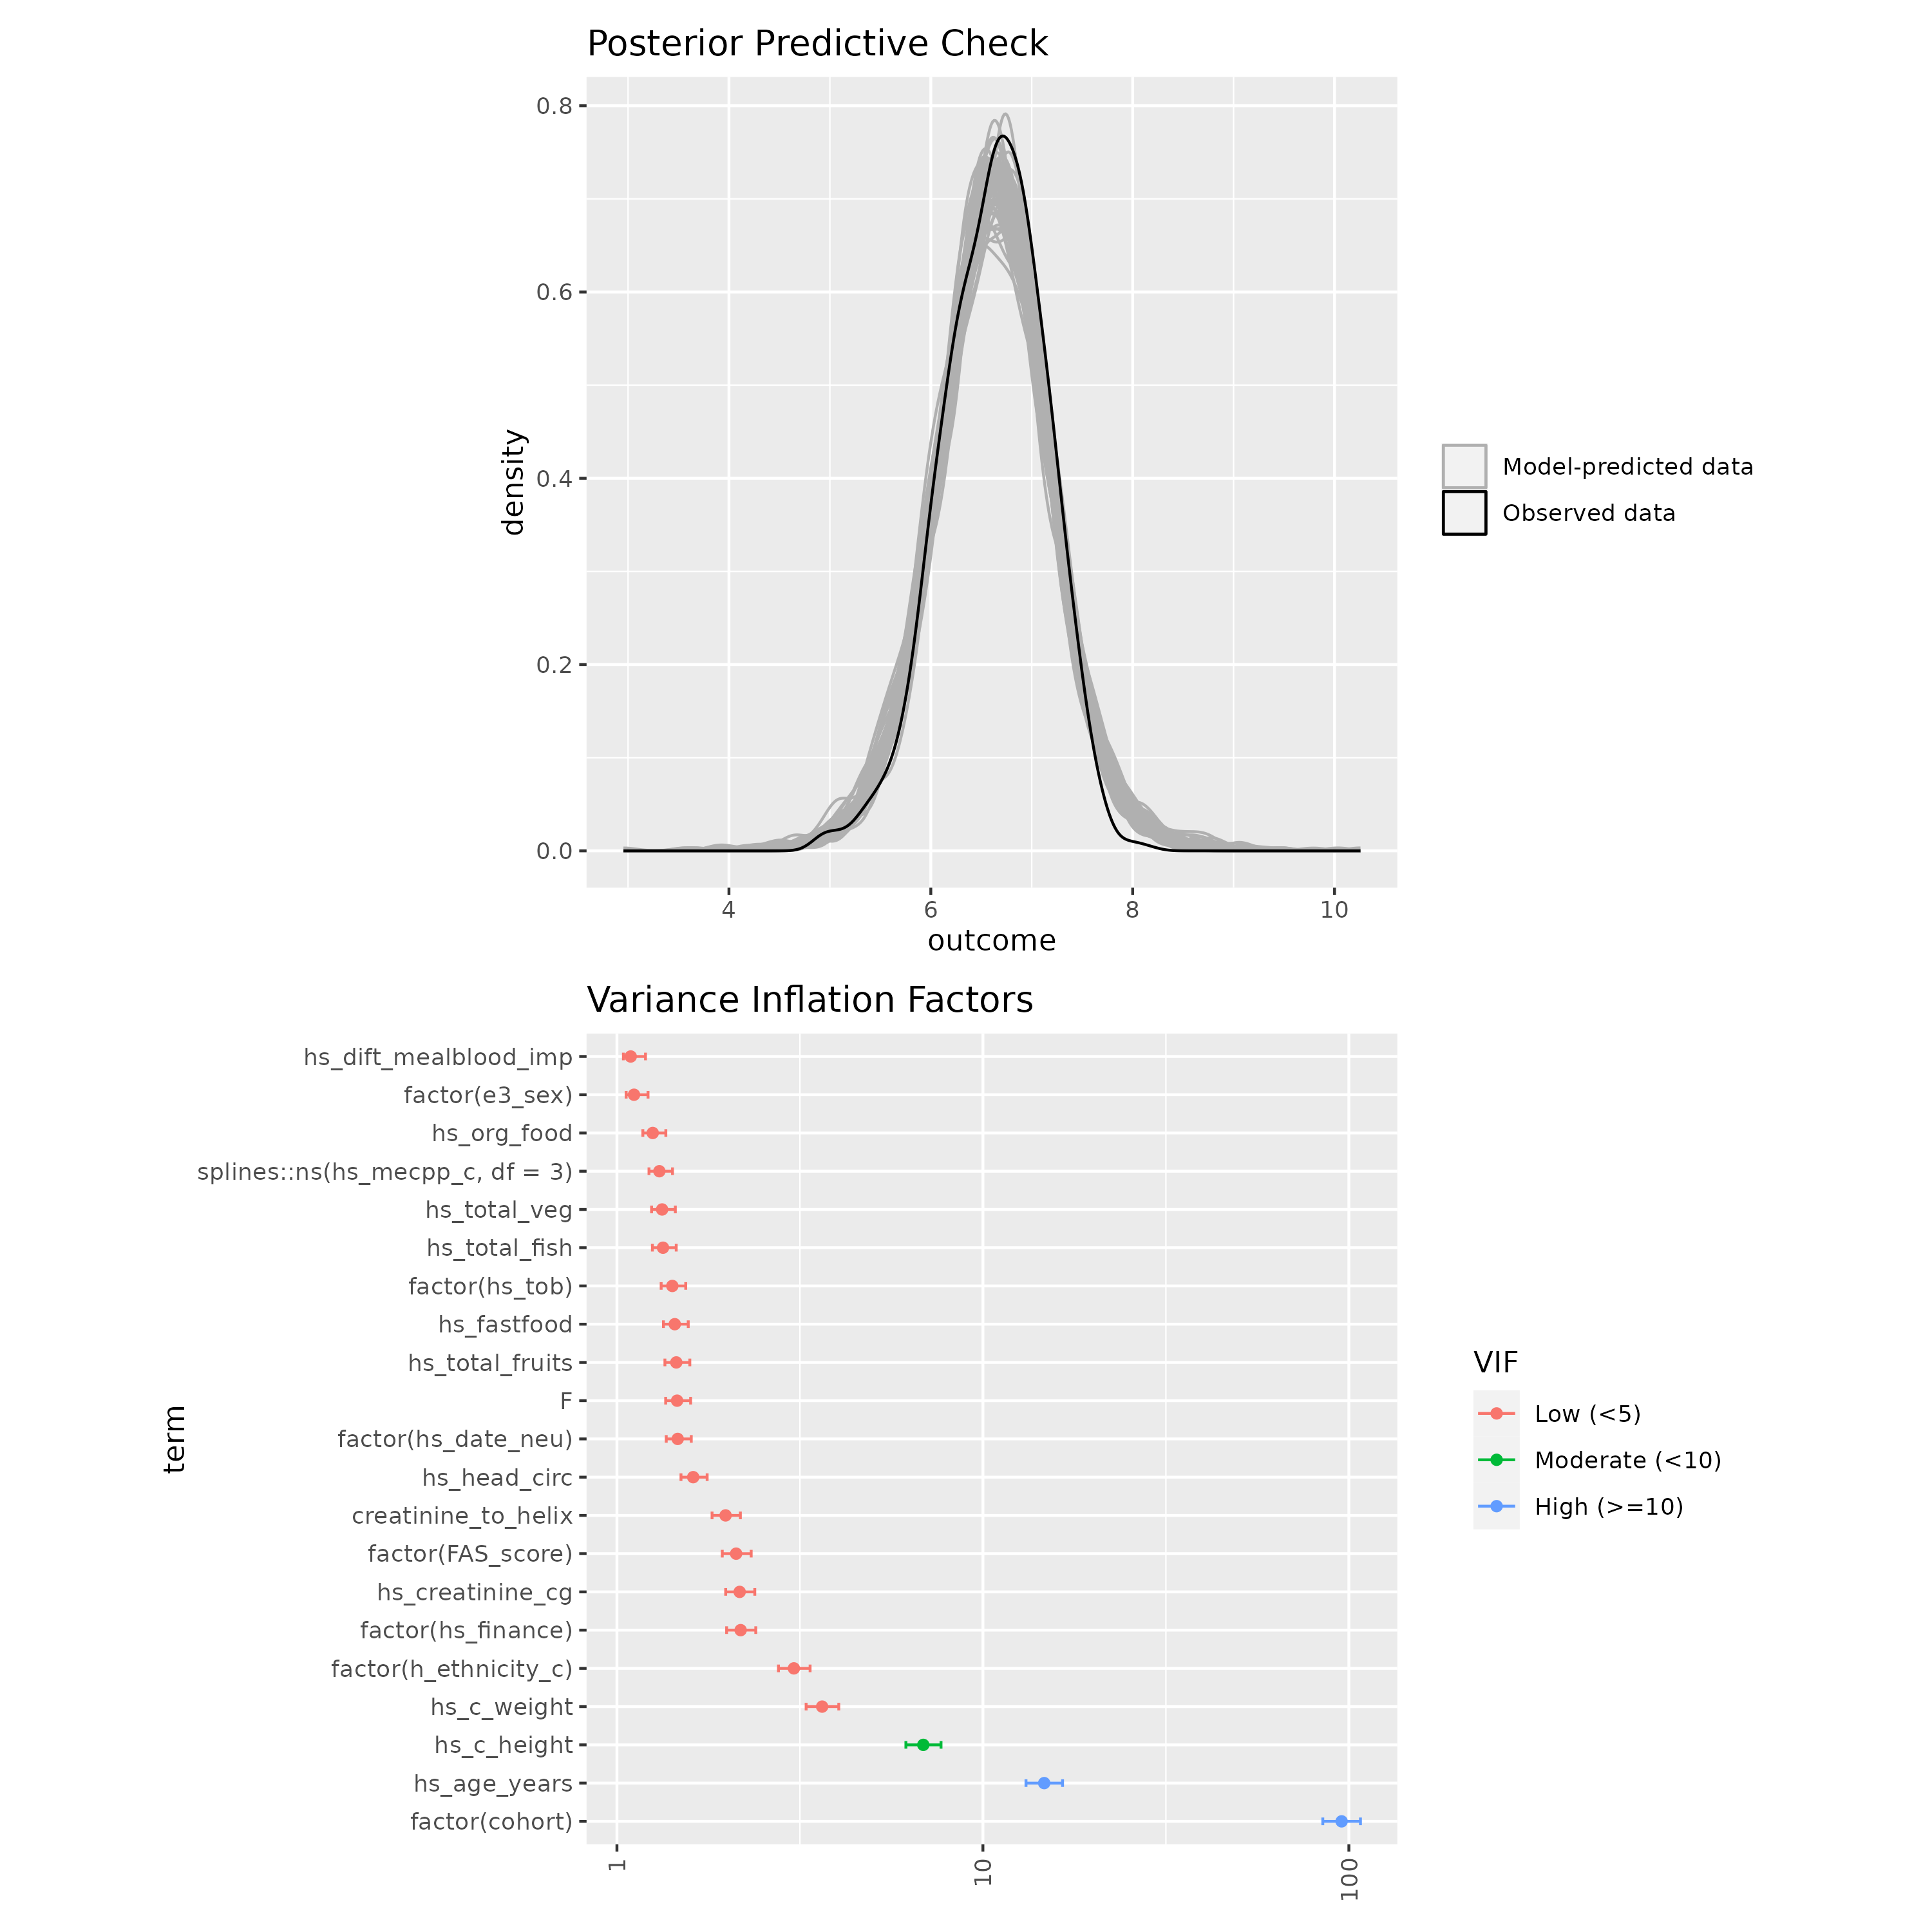 Posterior Predictive Check
0.8
0.6
0.4
0.2
0.0
density
4
6
8
10
outcome
Model-predicted data
Observed data
Variance Inflation Factors
hs_dift_mealblood_imp
factor(e3_sex)
hs_org_food
splines::ns(hs_mecpp_c, df = 3)
hs_total_veg
hs_total_fish
factor(hs_tob)
hs_fastfood
hs_total_fruits
F
factor(hs_date_neu)
hs_head_circ
creatinine_to_helix
factor(FAS_score)
hs_creatinine_cg
factor(hs_finance)
factor(h_ethnicity_c)
hs_c_weight
hs_c_height
hs_age_years
factor(cohort)
term
1
10
100
VIF
Low (<5)
Moderate (<10)
High (>=10)